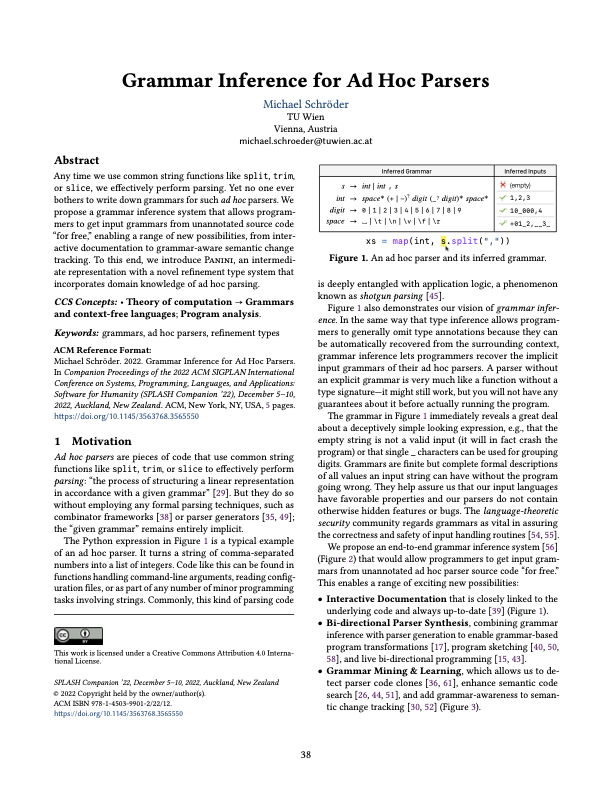 Grammar Inference for Ad Hoc Parsers
Michael Schröder
TU Wien
Vienna, Austria
michael.schroeder@tuwien.ac.at
Abstract
Any time we use common string functions like split, trim,
or slice, we effectively perform parsing. Yet no one ever
bothers to write down grammars for such ad hoc parsers. We
propose a grammar inference system that allows program-
mers to get input grammars from unannotated source code
“for free,” enabling a range of new possibilities, from inter-
active documentation to grammar-aware semantic change
tracking. To this end, we introduce Panini, an intermedi-
ate representation with a novel refinement type system that
incorporates domain knowledge of ad hoc parsing.
CCS Concepts: • Theory of computation → Grammars
and context-free languages; Program analysis.
Keywords: grammars, ad hoc parsers, refinement types
ACM Reference Format:
Michael Schröder. 2022. Grammar Inference for Ad Hoc Parsers.
In Companion Proceedings of the 2022 ACM SIGPLAN International
Conference on Systems, Programming, Languages, and Applications:
Software for Humanity (SPLASH Companion ’22), December 5–10,
2022, Auckland, New Zealand. ACM, New York, NY, USA, 5 pages.
https://doi.org/10.1145/3563768.3565550
1 Motivation
Ad hoc parsers are pieces of code that use common string
functions like split, trim, or slice to effectively perform
parsing: “the process of structuring a linear representation
in accordance with a given grammar” [29]. But they do so
without employing any formal parsing techniques, such as
combinator frameworks [38] or parser generators [35, 49];
the “given grammar” remains entirely implicit.
The Python expression in Figure 1 is a typical example
of an ad hoc parser. It turns a string of comma-separated
numbers into a list of integers. Code like this can be found in
functions handling command-line arguments, reading config-
uration files, or as part of any number of minor programming
tasks involving strings. Commonly, this kind of parsing code
This work is licensed under a Creative Commons Attribution 4.0 Interna-
tional License.
SPLASH Companion ’22, December 5–10, 2022, Auckland, New Zealand
© 2022 Copyright held by the owner/author(s).
ACM ISBN 978-1-4503-9901-2/22/12.
https://doi.org/10.1145/3563768.3565550
Inferred Grammar Inferred Inputs
s → int | int , s
int → space* (+ | −)? digit (_? digit)* space*
digit → 0 | 1 | 2 | 3 | 4 | 5 | 6 | 7 | 8 | 9
space → ␣ | \t | \n | \v | \f | \r
(empty)
1,2,3
10_000,4
+01_2,␣␣3␣
xs = map(int, s.split(","))
Figure 1. An ad hoc parser and its inferred grammar.
is deeply entangled with application logic, a phenomenon
known as shotgun parsing [45].
Figure 1 also demonstrates our vision of grammar infer-
ence. In the same way that type inference allows program-
mers to generally omit type annotations because they can
be automatically recovered from the surrounding context,
grammar inference lets programmers recover the implicit
input grammars of their ad hoc parsers. A parser without
an explicit grammar is very much like a function without a
type signature—it might still work, but you will not have any
guarantees about it before actually running the program.
The grammar in Figure 1 immediately reveals a great deal
about a deceptively simple looking expression, e.g., that the
empty string is not a valid input (it will in fact crash the
program) or that single _ characters can be used for grouping
digits. Grammars are finite but complete formal descriptions
of all values an input string can have without the program
going wrong. They help assure us that our input languages
have favorable properties and our parsers do not contain
otherwise hidden features or bugs. The language-theoretic
security community regards grammars as vital in assuring
the correctness and safety of input handling routines [54, 55].
We propose an end-to-end grammar inference system [56]
(Figure 2) that would allow programmers to get input gram-
mars from unannotated ad hoc parser source code “for free.”
This enables a range of exciting new possibilities:
• Interactive Documentation that is closely linked to the
underlying code and always up-to-date [39] (Figure 1).
• Bi-directional Parser Synthesis, combining grammar
inference with parser generation to enable grammar-based
program transformations [17], program sketching [40, 50,
58], and live bi-directional programming [15, 43].
• Grammar Mining & Learning, which allows us to de-
tect parser code clones [36, 61], enhance semantic code
search [26, 44, 51], and add grammar-awareness to seman-
tic change tracking [30, 52] (Figure 3).
38